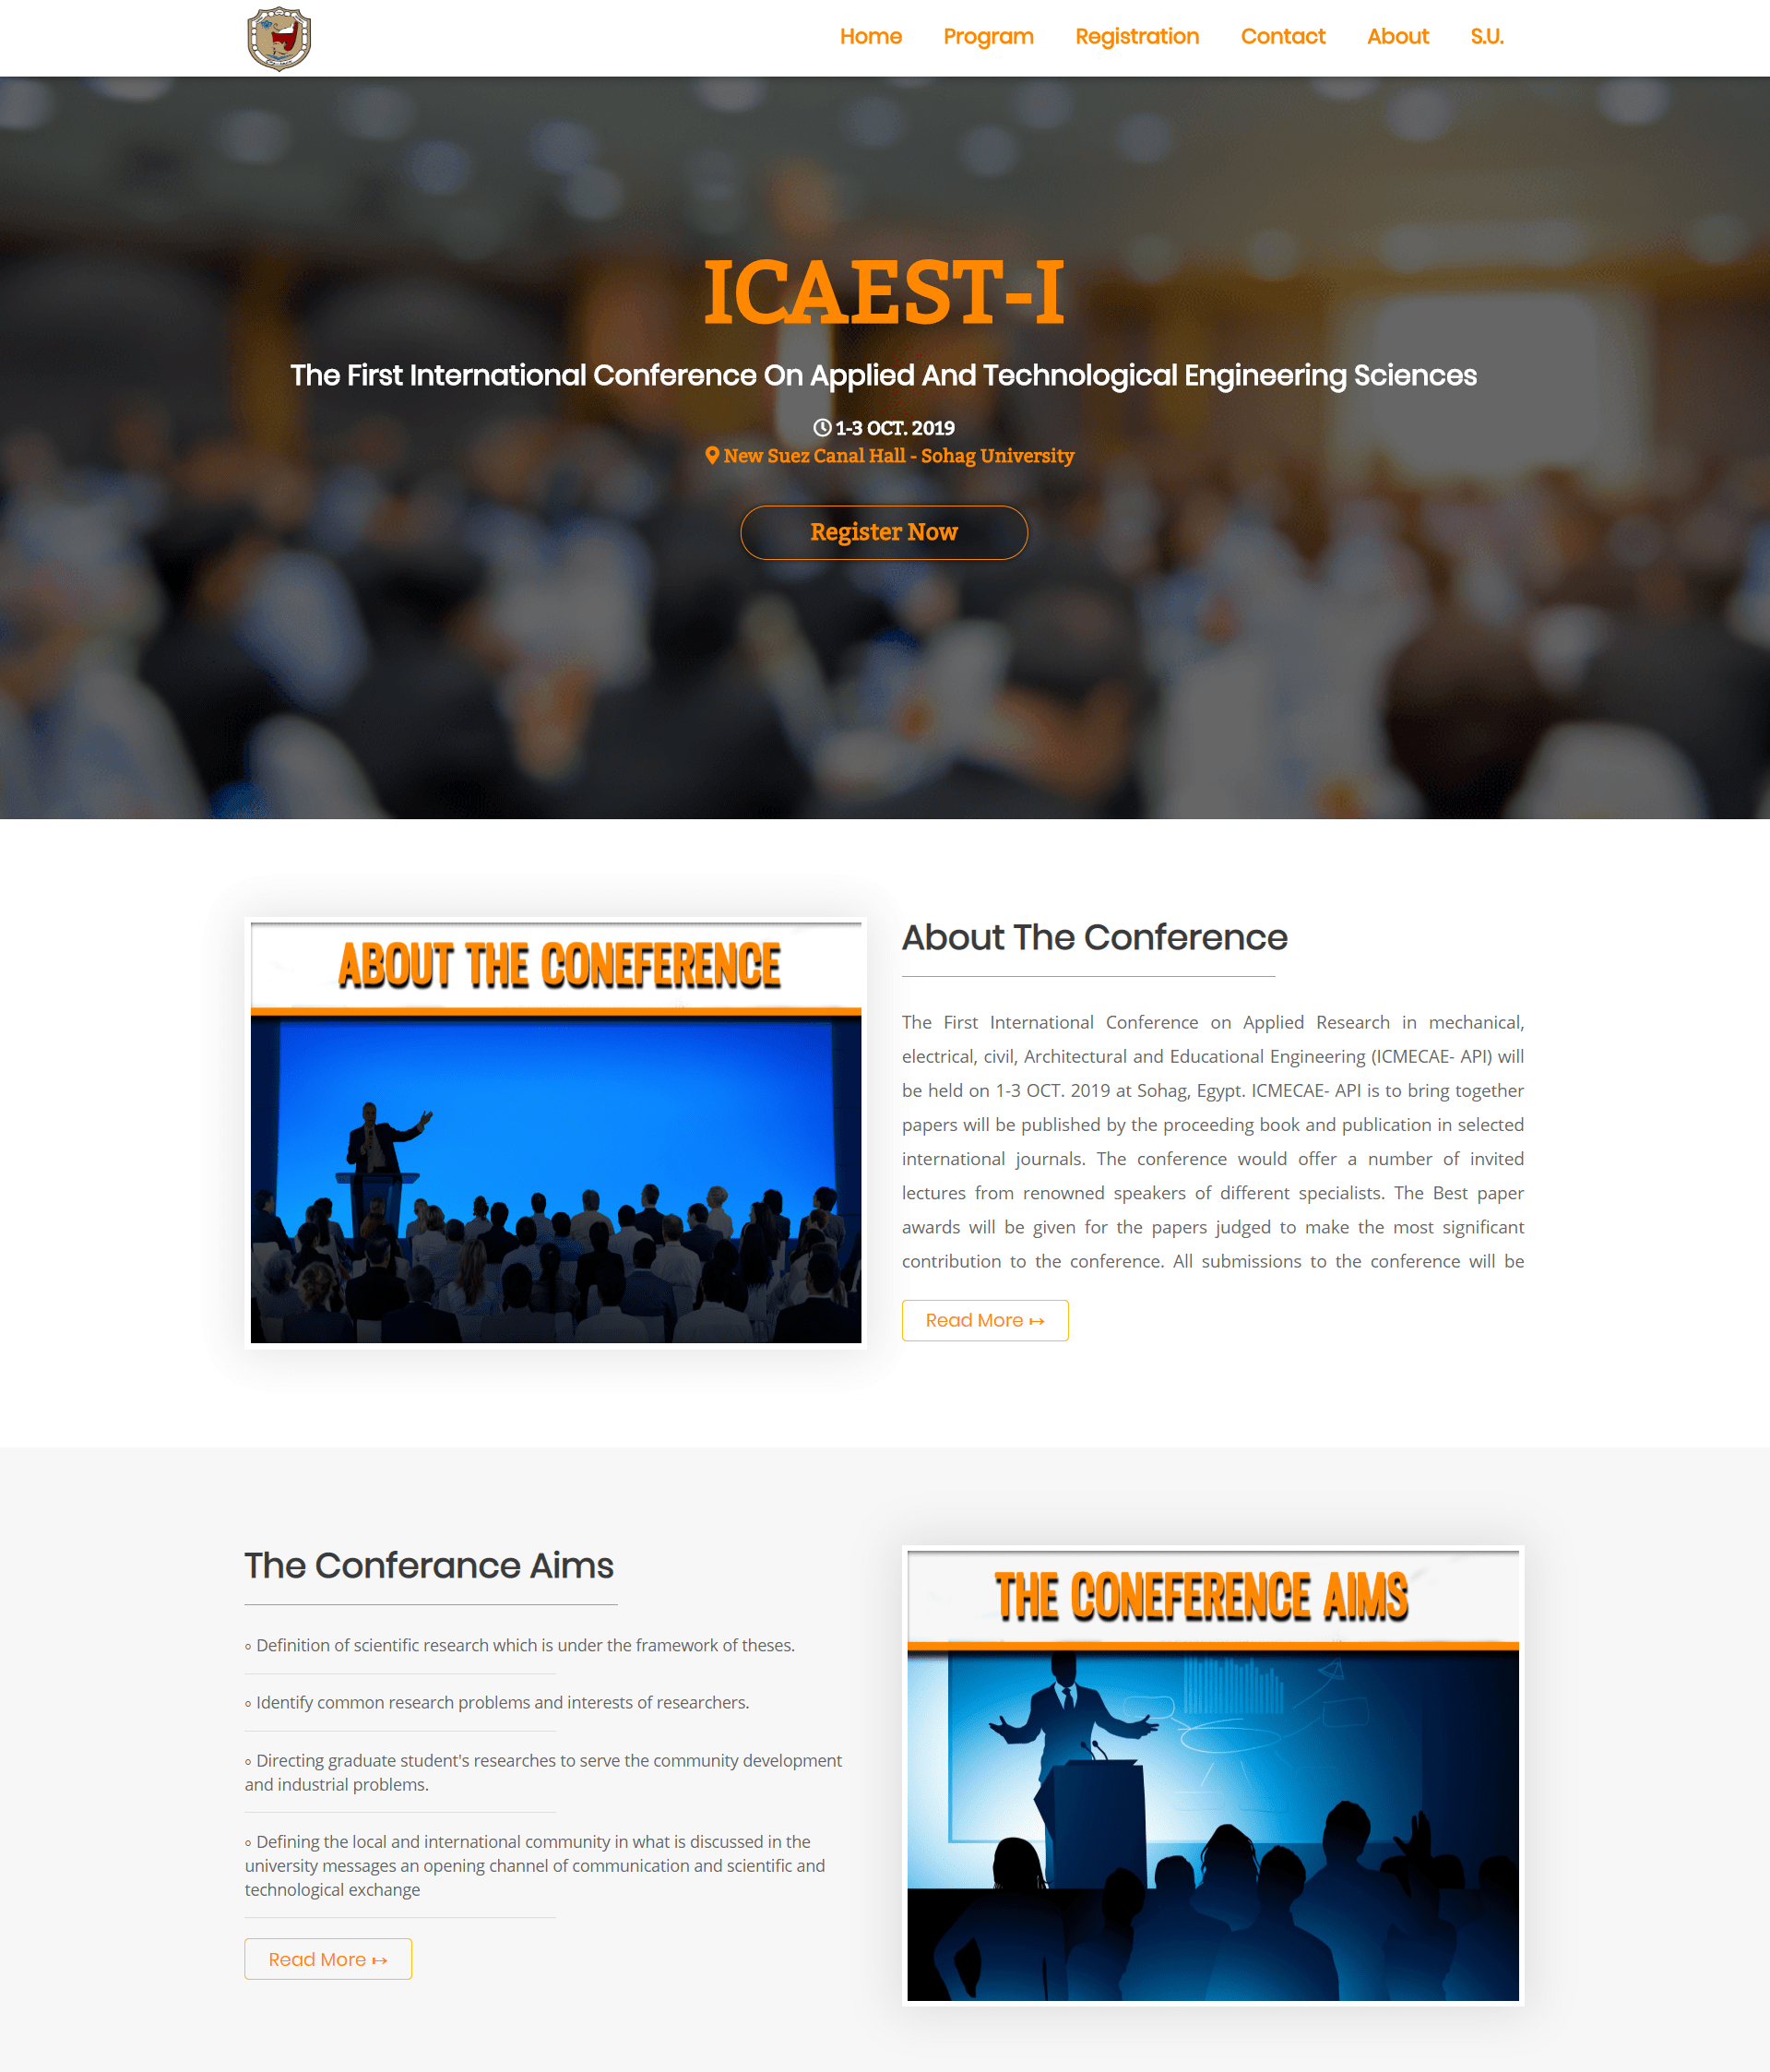 Home Program Registration Contact About S.U.
ICAEST-I
The First International Conference On Applied And Technological Engineering Sciences
1-3 OCT. 2019
New Suez Canal Hall - Sohag University
Register Now
ABOUT THE CONEFERENCE
About The Conference
The First International Conference on Applied Research in mechanical,
electrical, civil, Architectural and Educational Engineering (ICMECAE- API) will
be held on 1-3 OCT. 2019 at Sohag, Egypt. ICMECAE- API is to bring together
papers will be published by the proceeding book and publication in selected
international journals. The conference would offer a number of invited
lectures from renowned speakers of different specialists. The Best paper
awards will be given for the papers judged to make the most significant
contribution to the conference. All submissions to the conference will be
Read More ↦
The Conferance Aims
◦ Definition of scientific research which is under the framework of theses.
◦ Identify common research problems and interests of researchers.
◦ Directing graduate student's researches to serve the community development
and industrial problems.
◦ Defining the local and international community in what is discussed in the
university messages an opening channel of communication and scientific and
technological exchange
Read More ↦
THE CONEFERENCE AIMS